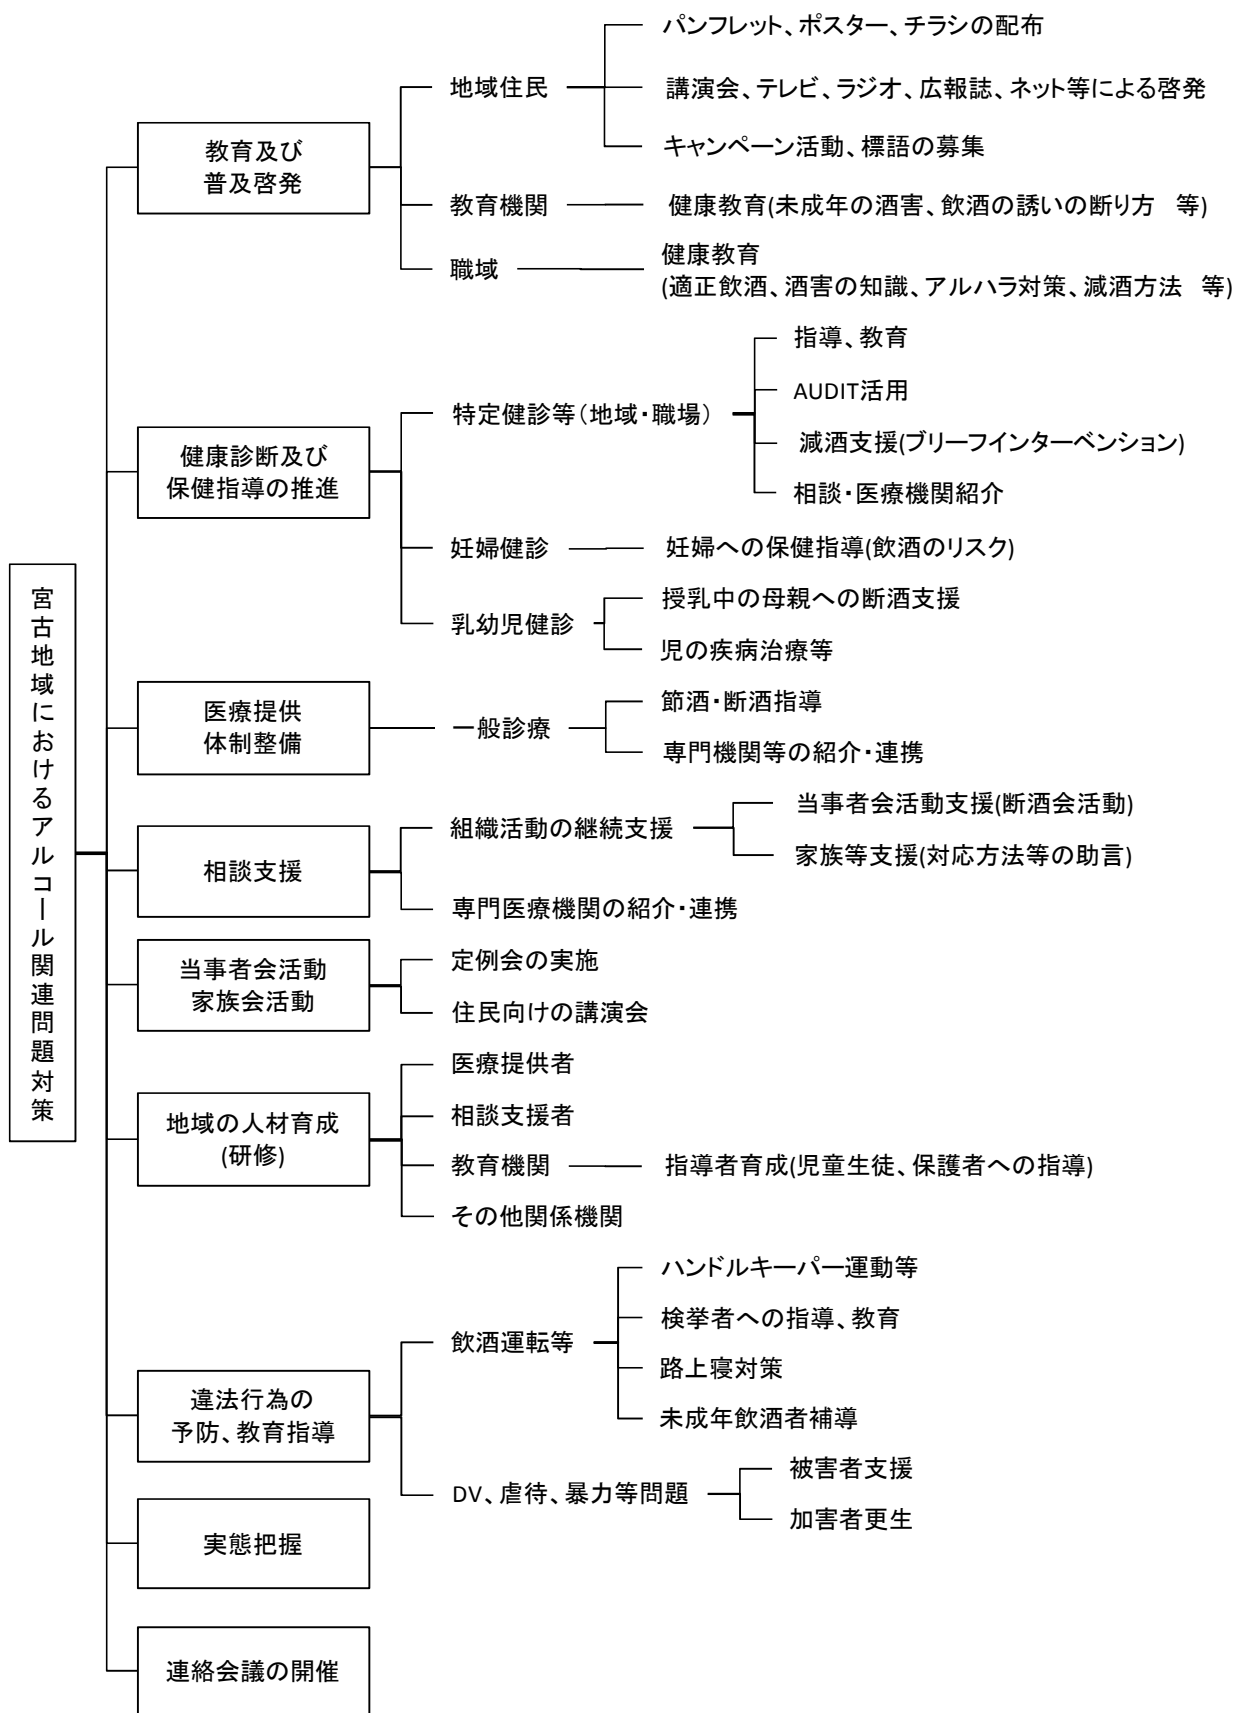 宮古地域におけるアルコール関連問題対策
教育及び
普及啓発
地域住民
パンフレット、ポスター、チラシの配布
講演会、テレビ、ラジオ、広報誌、ネット等による啓発
キャンペーン活動、標語の募集
教育機関
健康教育(未成年の酒害、飲酒の誘いの断り方　等)
職域
健康教育
(適正飲酒、酒害の知識、アルハラ対策、減酒方法　等)
健康診断及び
保健指導の推進
特定健診等（地域・職場）
指導、教育
AUDIT活用
減酒支援(ブリーフインターベンション)
相談・医療機関紹介
妊婦健診
妊婦への保健指導(飲酒のリスク)
乳幼児健診
授乳中の母親への断酒支援
児の疾病治療等
医療提供
体制整備
一般診療
節酒・断酒指導
専門機関等の紹介・連携
相談支援
組織活動の継続支援
当事者会活動支援(断酒会活動)
家族等支援(対応方法等の助言)
専門医療機関の紹介・連携
当事者会活動
家族会活動
定例会の実施
住民向けの講演会
地域の人材育成
(研修)
医療提供者
相談支援者
教育機関
指導者育成(児童生徒、保護者への指導)
その他関係機関
違法行為の
予防、教育指導
飲酒運転等
ハンドルキーパー運動等
検挙者への指導、教育
路上寝対策
未成年飲酒者補導
DV、虐待、暴力等問題
被害者支援
加害者更生
実態把握
連絡会議の開催